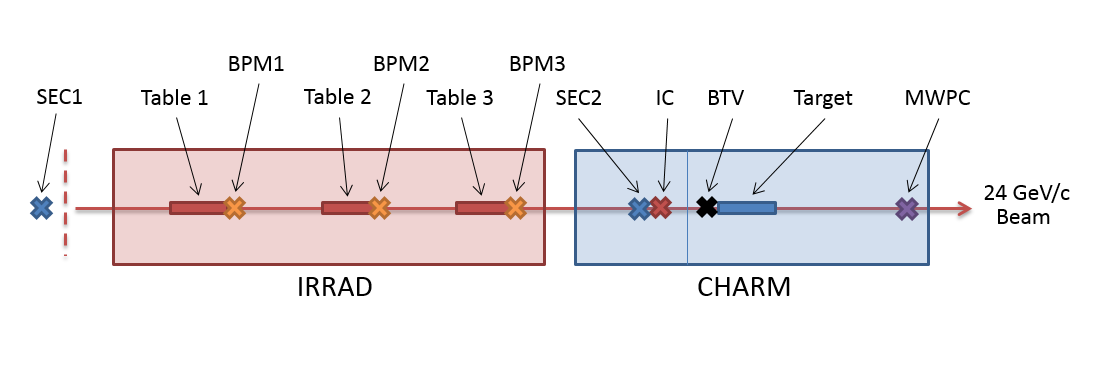 BPM1
BPM2
BPM3
SEC1
Table 1
Table 2
Table 3
SEC2
IC
BTV
Target
MWPC
24 GeV/c
Beam
IRRAD
CHARM